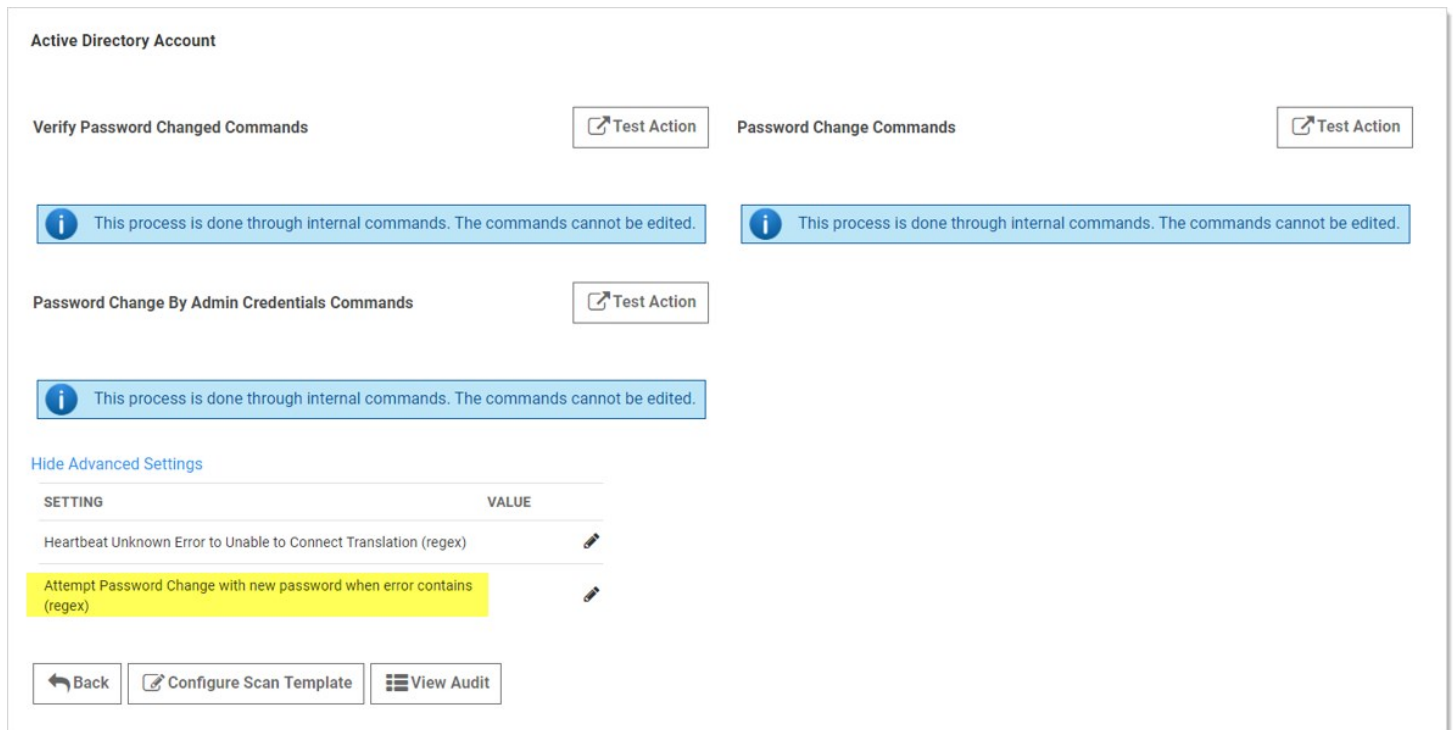 Active Directory Account
Verify Password Changed Commands
Test Action
Password Change Commands
Test Action
This process is done through internal commands. The commands cannot be edited.
This process is done through internal commands. The commands cannot be edited.
Password Change By Admin Credentials Commands
Test Action
This process is done through internal commands. The commands cannot be edited.
Hide Advanced Settings
SETTING VALUE
Heartbeat Unknown Error to Unable to Connect Translation (regex)
Attempt Password Change with new password when error contains
(regex)
Back
Configure Scan Template
View Audit